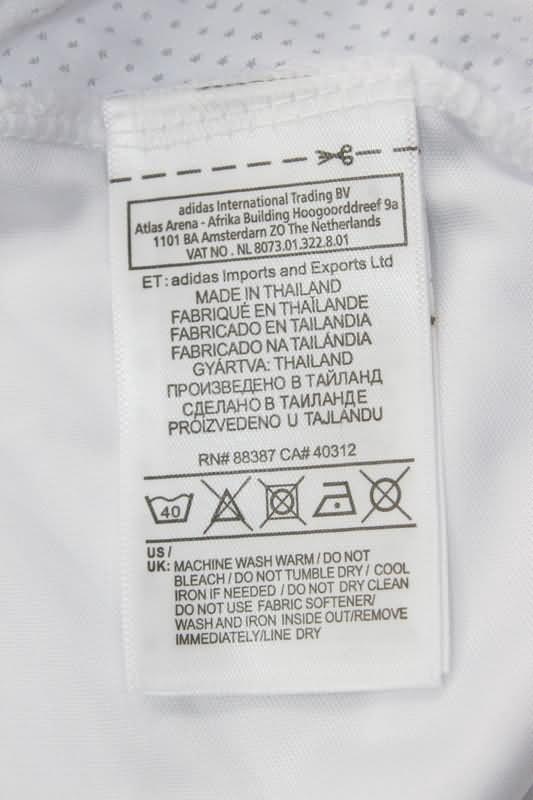 adidas International Trading BV
Atlas Arena - Afrika Building Hoogoorddreef 9a
1101 BA Amsterdam ZO The Netherlands
VAT NO . NL 8073.01.322.8.01
ET: adidas Imports and Exports Ltd
MADE IN THAILAND
FABRIQUÉ EN THAÏLANDE
FABRICADO EN TAILANDIA
FABRICADO NA TAILÂNDIA
GYÁRTVA: THAILAND
ПРОИЗВЕДЕНО В ТАЙЛАНД
СДЕЛАНО В ТАИЛАНДЕ
PROIZVEDENO U TAJLANDU
RN# 88387 CA# 40312
40
US /
UK: MACHINE WASH WARM / DO NOT
BLEACH / DO NOT TUMBLE DRY / COOL
IRON IF NEEDED / DO NOT DRY CLEAN
DO NOT USE FABRIC SOFTENER/
WASH AND IRON INSIDE OUT/REMOVE
IMMEDIATELY/LINE DRY